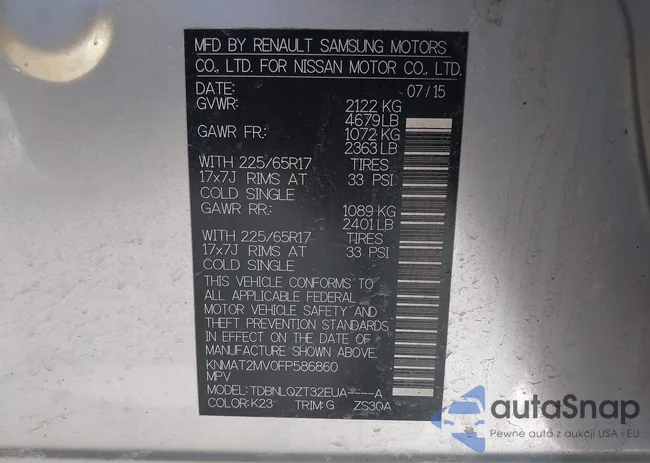 MFD BY RENAULT SAMSUNG MOTORS
CO., LTD. FOR NISSAN MOTOR CO., LTD.
DATE: 07/15
GVWR: 2122 KG
4679LB
GAWR FR: 1072 KG
2363 LB
WITH 225/65R17 TIRES
17x7J RIMS AT 33 PSI
COLD SINGLE
GAWR RR: 1089 KG
2401 LB
WITH 225/65R17 TIRES
17x7J RIMS AT 33 PSI
COLD SINGLE
THIS VEHICLE CONFORMS TO
ALL APPLICABLE FEDERAL
MOTOR VEHICLE SAFETY AND
THEFT PREVENTION STANDARDS
IN EFFECT ON THE DATE OF
MANUFACTURE SHOWN ABOVE.
KNMAT2MV0FP586860
MPV
MODEL: TDBNLQZT32EUA----A
COLOR: K23 TRIM: G ZS30A
autaSnap
Pewne auta z aukcji USA i EU